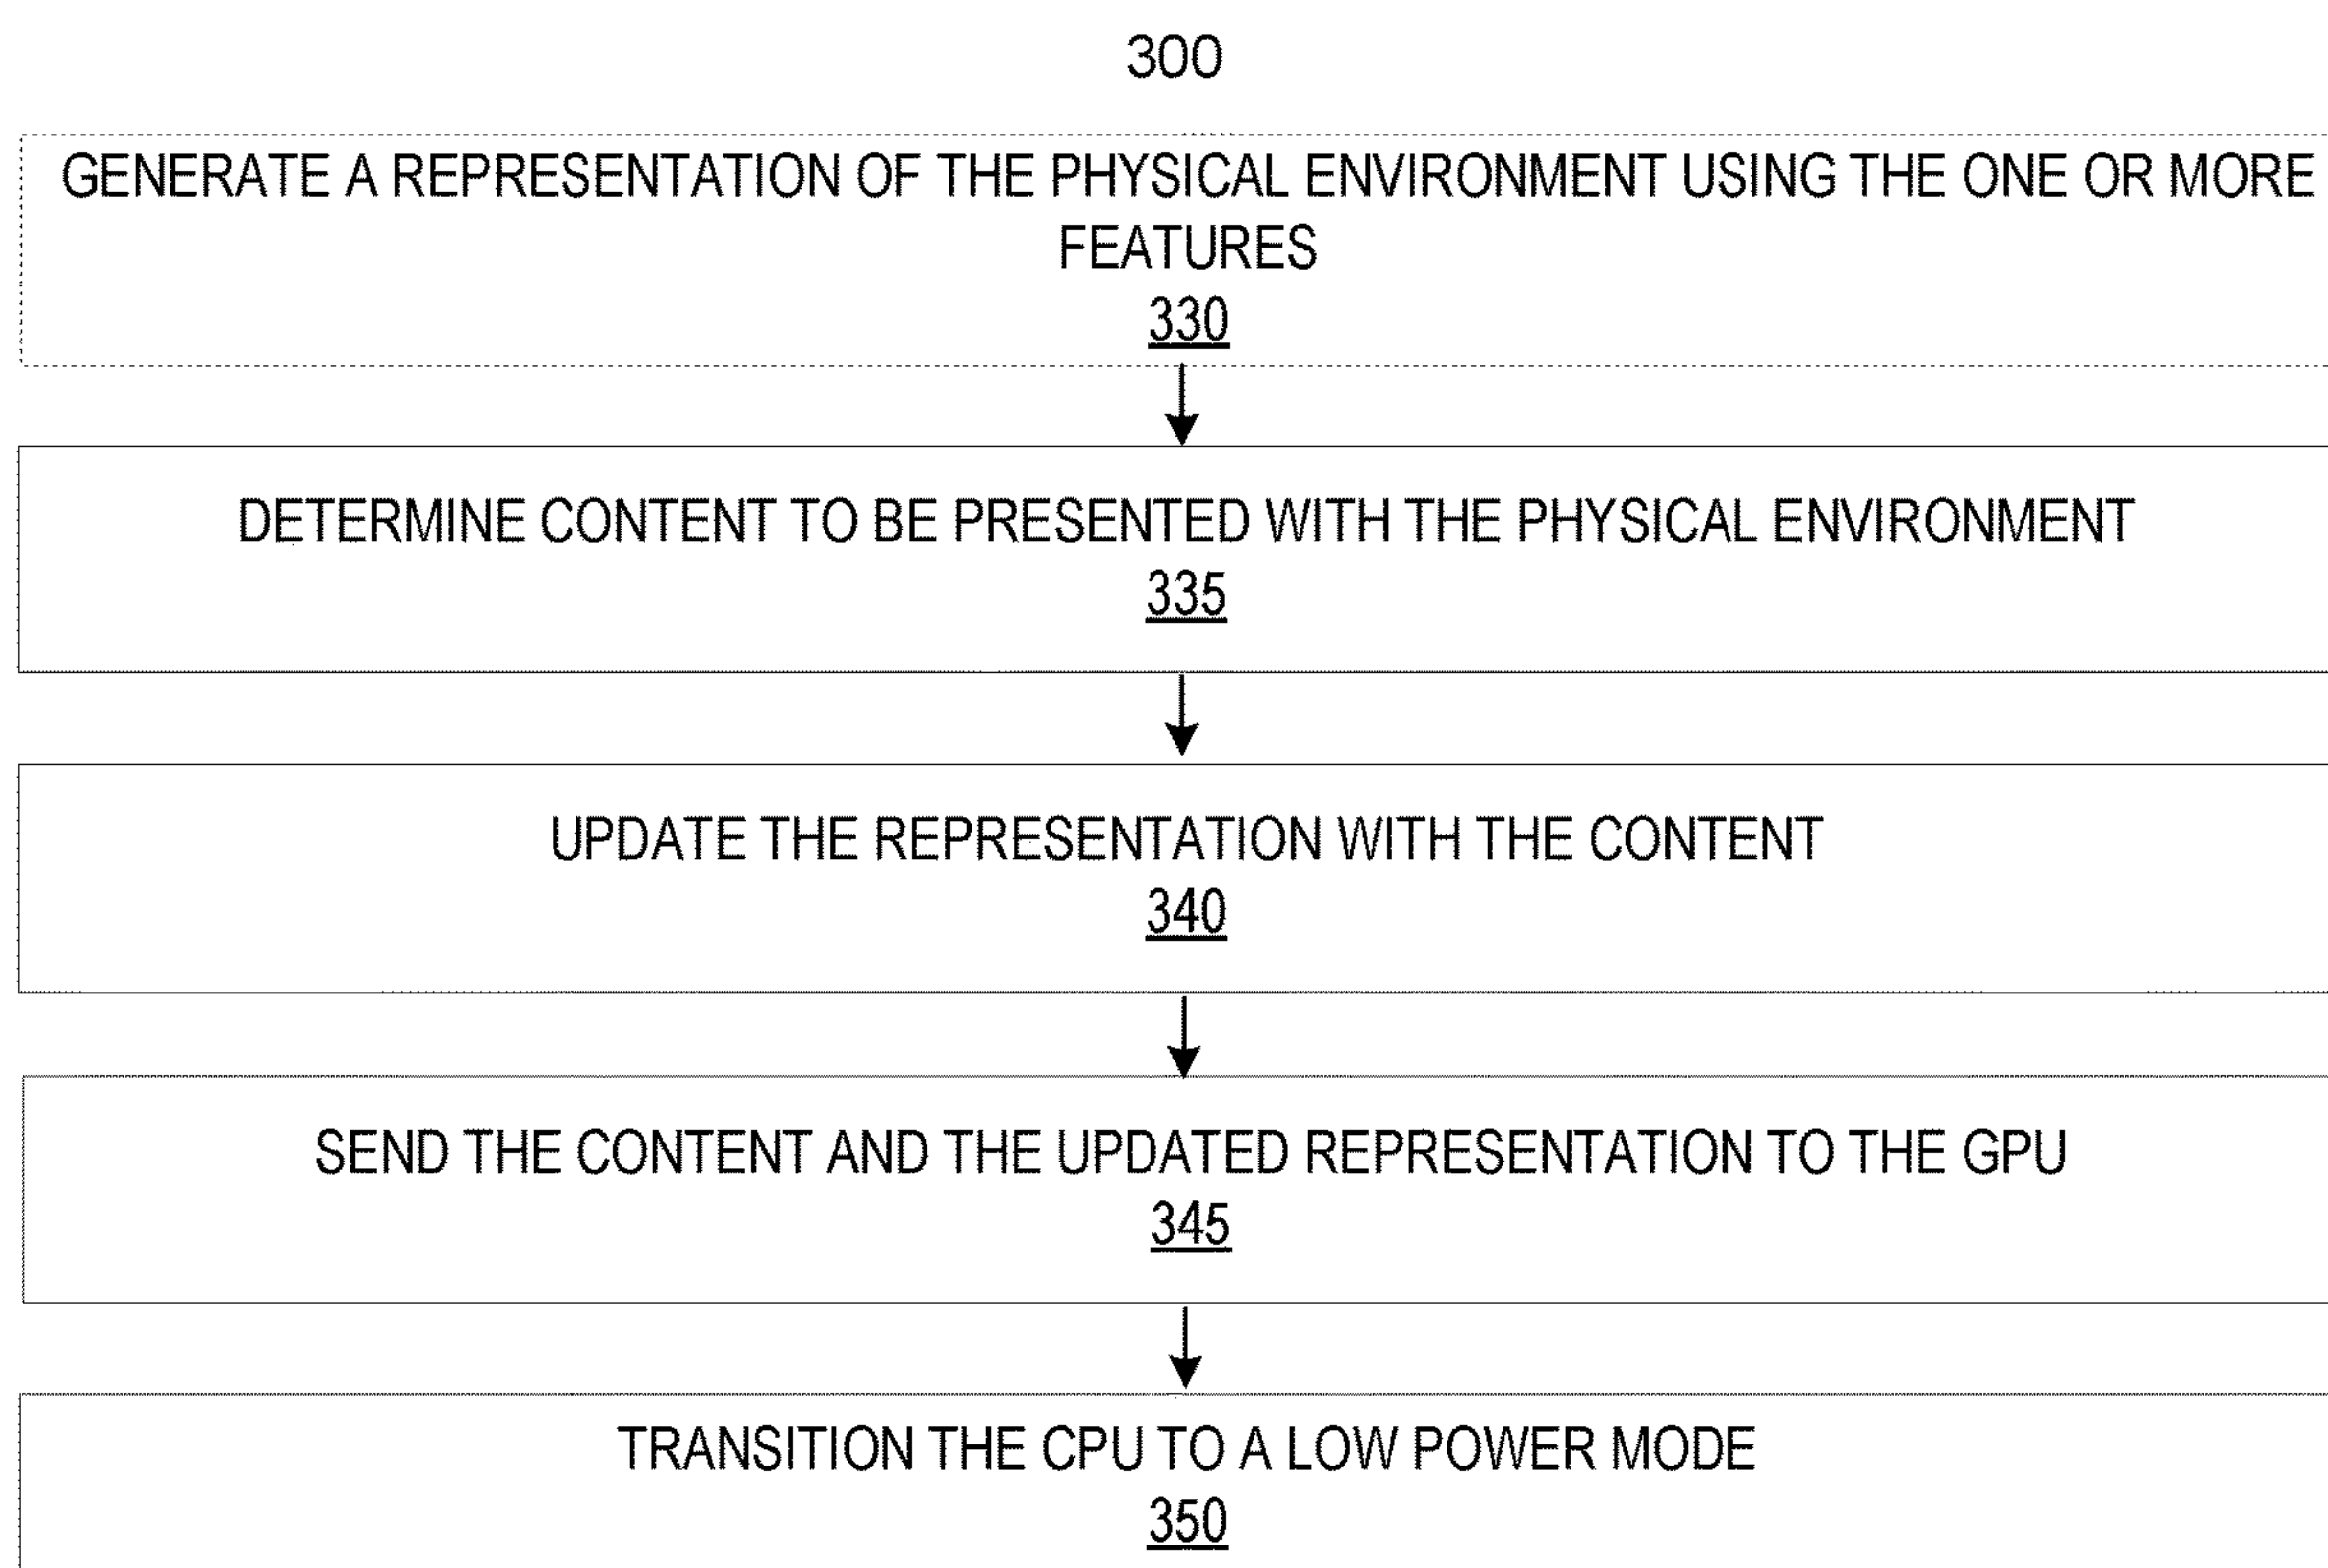 300
GENERATE A REPRESENTATION OF THE PHYSICAL ENVIRONMENT USING THE ONE OR MORE
FEATURES
330
DETERMINE CONTENT TO BE PRESENTED WITH THE PHYSICAL ENVIRONMENT
335
UPDATE THE REPRESENTATION WITH THE CONTENT
340
SEND THE CONTENT AND THE UPDATED REPRESENTATION TO THE GPU
345
TRANSITION THE CPU TO A LOW POWER MODE
350